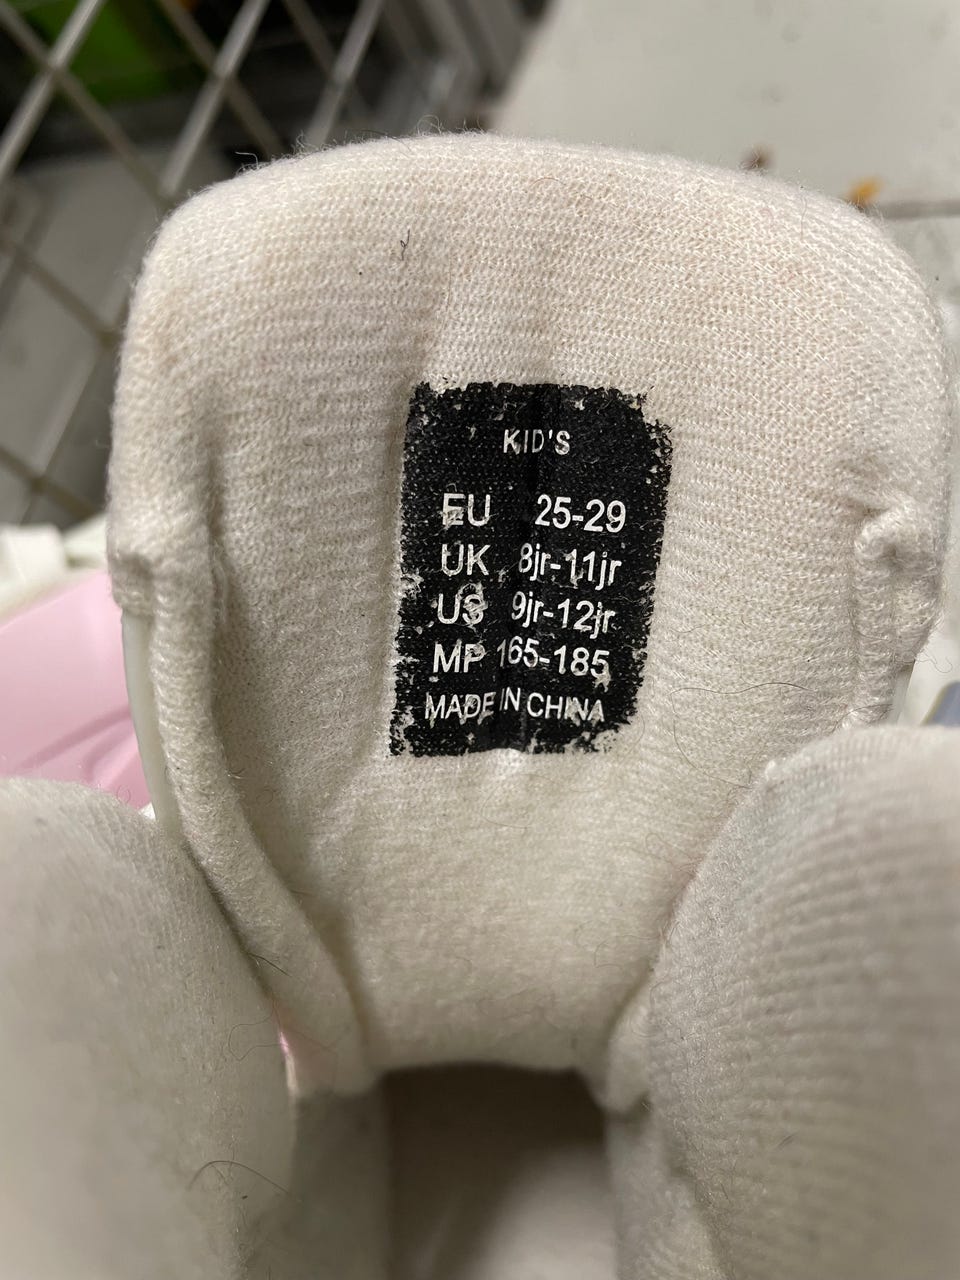 KID'S
EU 25-29
UK 8jr-11jr
US 9jr-12jr
MP 165-185
MADE IN CHINA